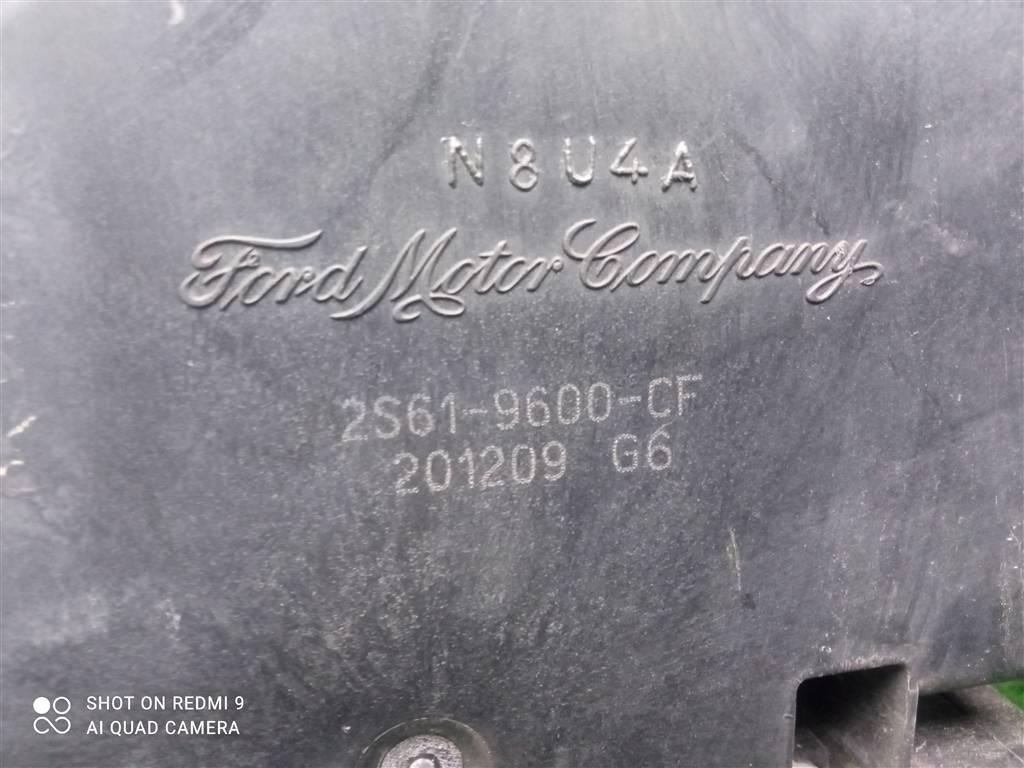 N8U4A
Ford Motor Company
2S61-9600-CF
201209 G6
SHOT ON REDMI 9
AI QUAD CAMERA